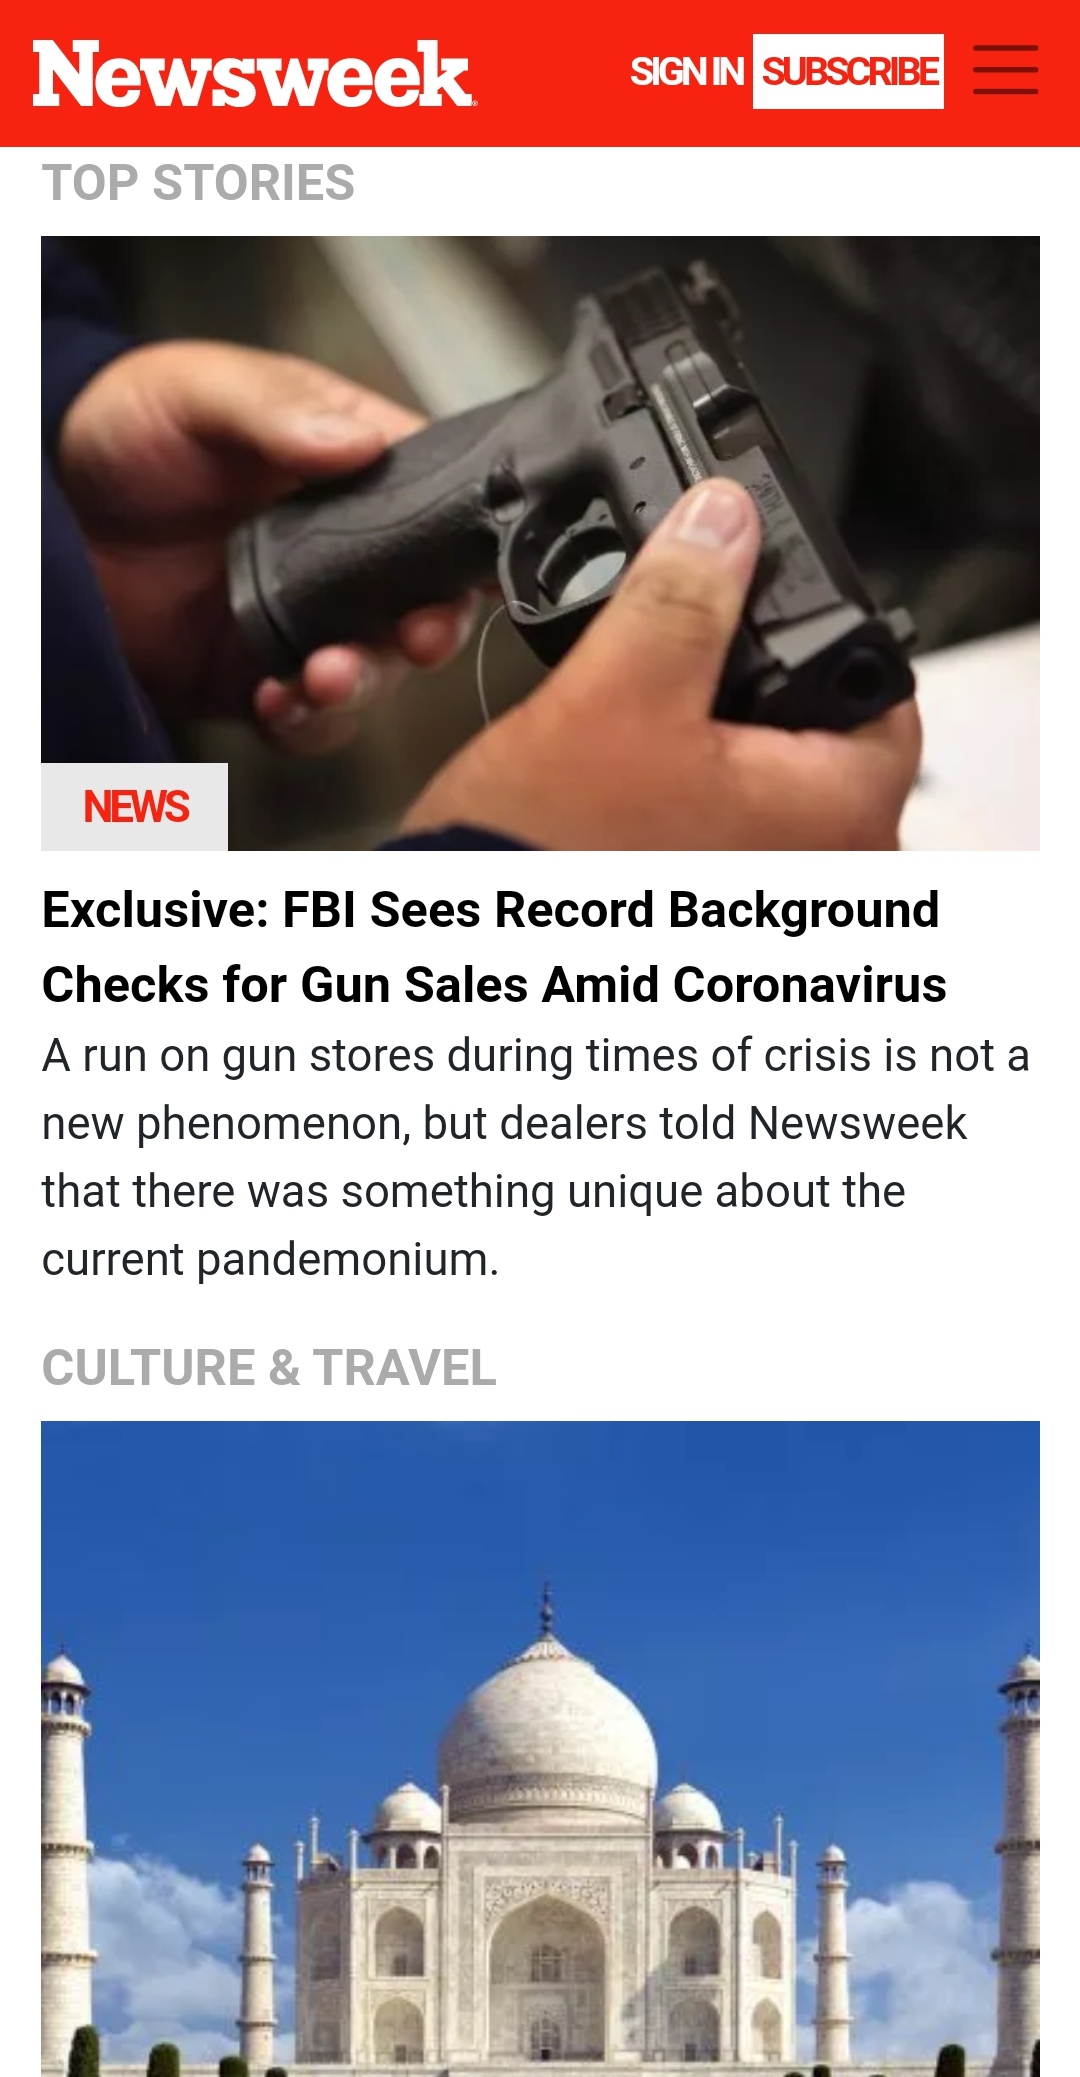 Newsweek
SIGN IN SUBSCRIBE
TOP STORIES
NEWS
Exclusive: FBI Sees Record Background
Checks for Gun Sales Amid Coronavirus
A run on gun stores during times of crisis is not a
new phenomenon, but dealers told Newsweek
that there was something unique about the
current pandemonium.
CULTURE & TRAVEL